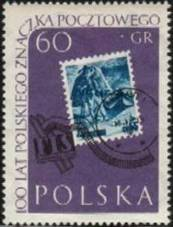 100 LAT POLSKIEGO ZNACZKA POCZTOWEGO
60 GR
POLSKA